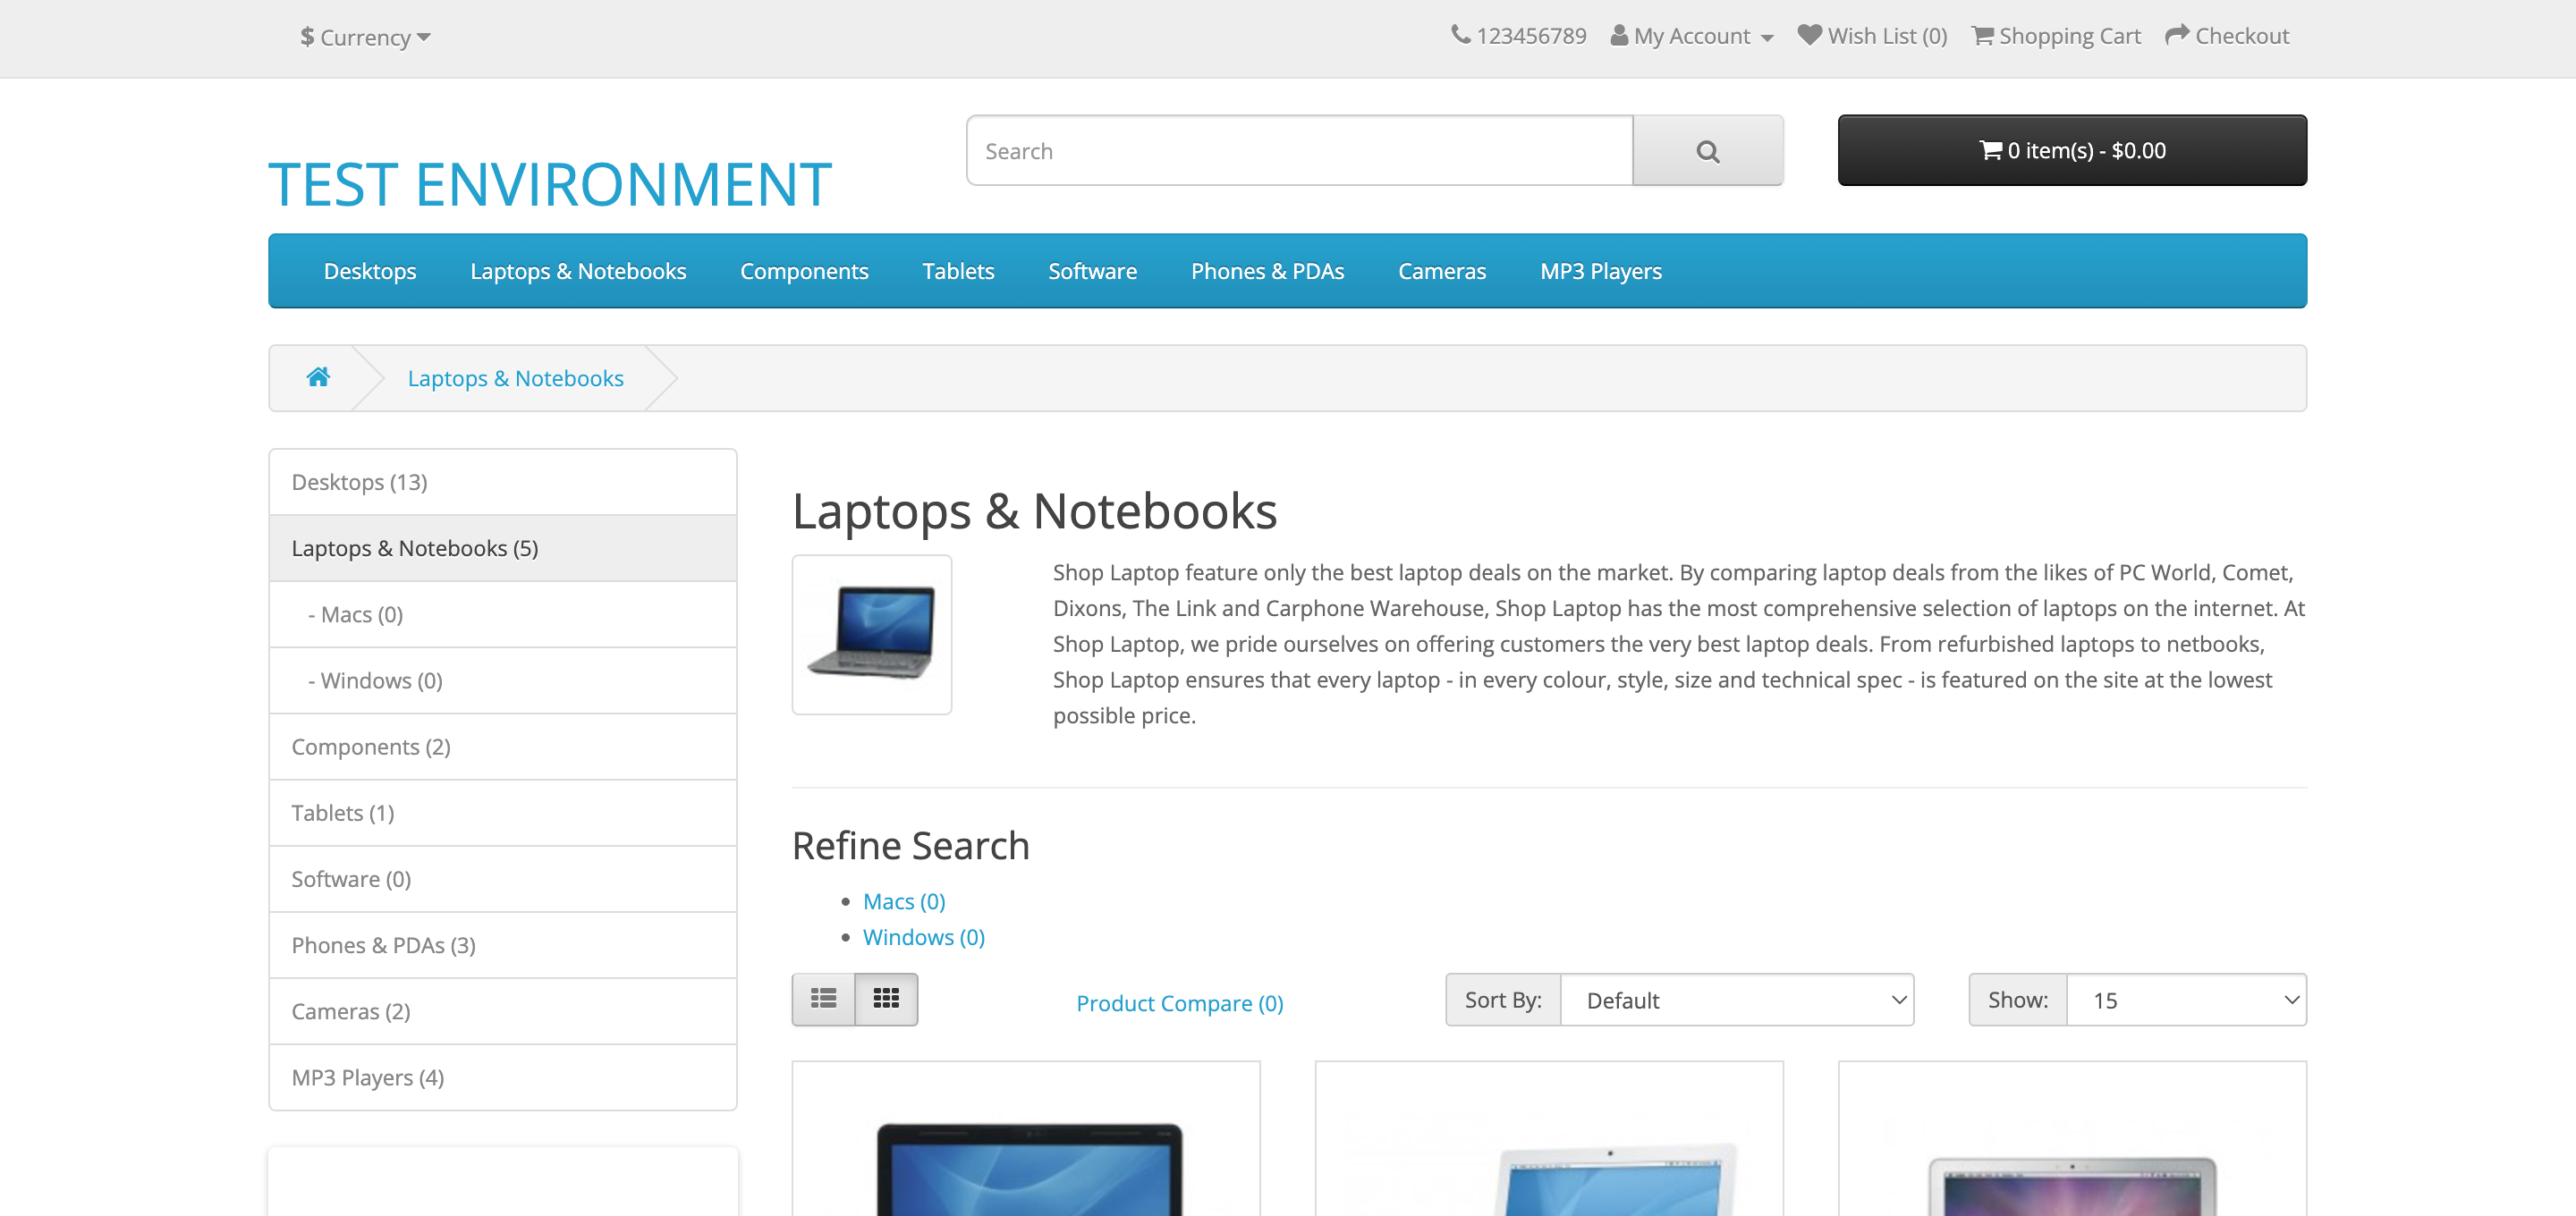 $ Currency
123456789 My Account Wish List (0) Shopping Cart Checkout
TEST ENVIRONMENT
Search
0 item(s) - $0.00
Desktops Laptops & Notebooks Components Tablets Software Phones & PDAs Cameras MP3 Players
Laptops & Notebooks
Desktops (13)
Laptops & Notebooks (5)
- Macs (0)
- Windows (0)
Components (2)
Tablets (1)
Software (0)
Phones & PDAs (3)
Cameras (2)
MP3 Players (4)
Laptops & Notebooks
Shop Laptop feature only the best laptop deals on the market. By comparing laptop deals from the likes of PC World, Comet,
Dixons, The Link and Carphone Warehouse, Shop Laptop has the most comprehensive selection of laptops on the internet. At
Shop Laptop, we pride ourselves on offering customers the very best laptop deals. From refurbished laptops to netbooks,
Shop Laptop ensures that every laptop - in every colour, style, size and technical spec - is featured on the site at the lowest
possible price.
Refine Search
Macs (0)
Windows (0)
Product Compare (0)
Sort By: Default
Show: 15